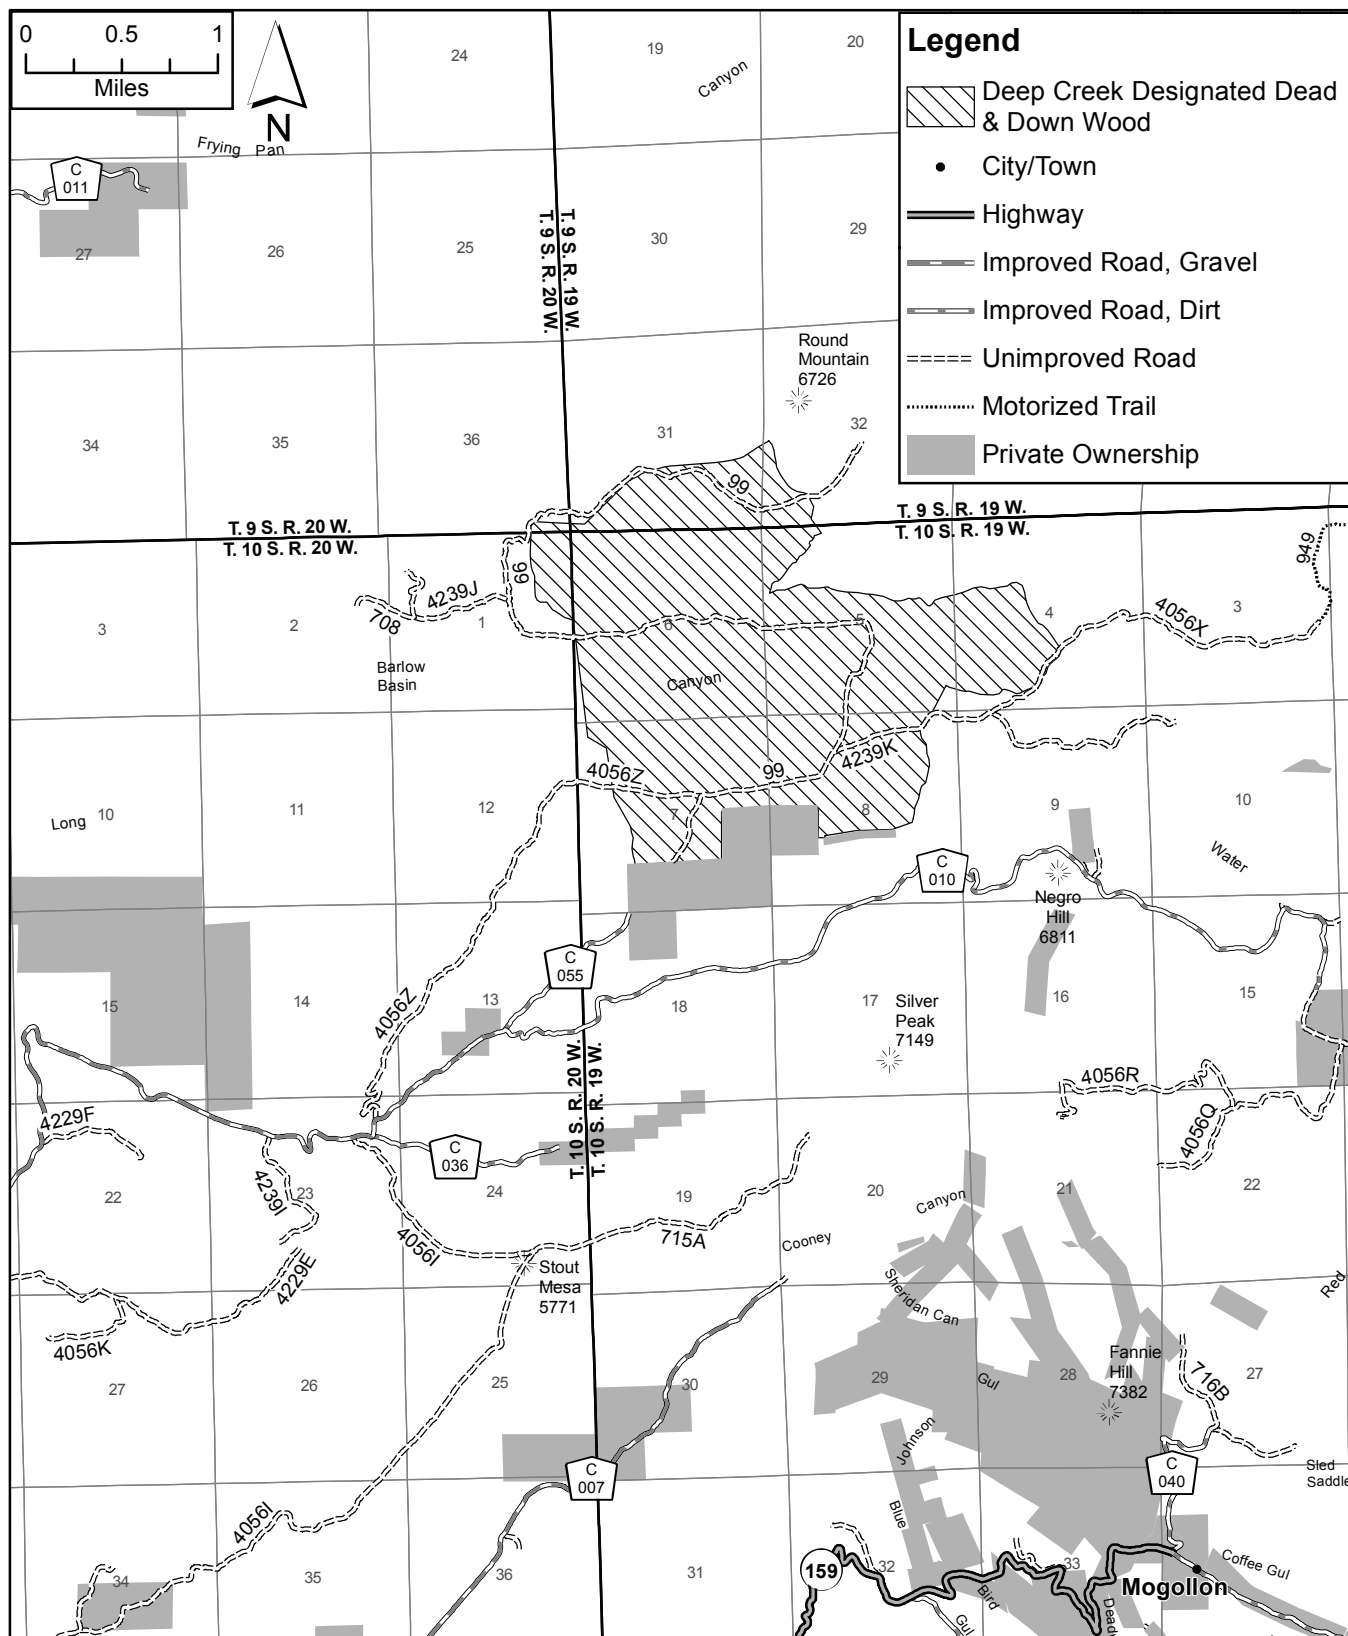 0 0.5 1
Miles
N
Legend
Deep Creek Designated Dead
& Down Wood
City/Town
Highway
Improved Road, Gravel
Improved Road, Dirt
Unimproved Road
Motorized Trail
Private Ownership
24
19
20
Canyon
Frying Pan
C
011
27
26
25
30
29
T. 9 S. R. 20 W.
T. 9 S. R. 19 W.
Round
Mountain
6726
34
35
36
31
32
99
T. 9 S. R. 20 W.
T. 10 S. R. 20 W.
T. 9 S. R. 19 W.
T. 10 S. R. 19 W.
949
99
4239J
708
4056X
3
2
1
6
5
4
3
Barlow
Basin
Canyon
4239K
4056Z
99
Long
10
11
12
7
8
9
10
Water
C
010
Negro
Hill
6811
C
055
4056Z
15
14
13
18
17
16
15
Silver
Peak
7149
T. 10 S. R. 20 W.
T. 10 S. R. 19 W.
4056R
4056Q
4229F
C
036
4239I
22
23
24
19
20
21
22
Canyon
4056I
715A
Cooney
4229E
Stout
Mesa
5771
Sheridan Can
Red
4056K
27
26
25
30
29
28
27
Gul
Fannie
Hill
7382
716B
Johnson
C
007
C
040
Sled
Saddle
4056I
Blue
34
35
36
31
32
33
159
Coffee Gul
Mogollon
Bird
Gul
Dead